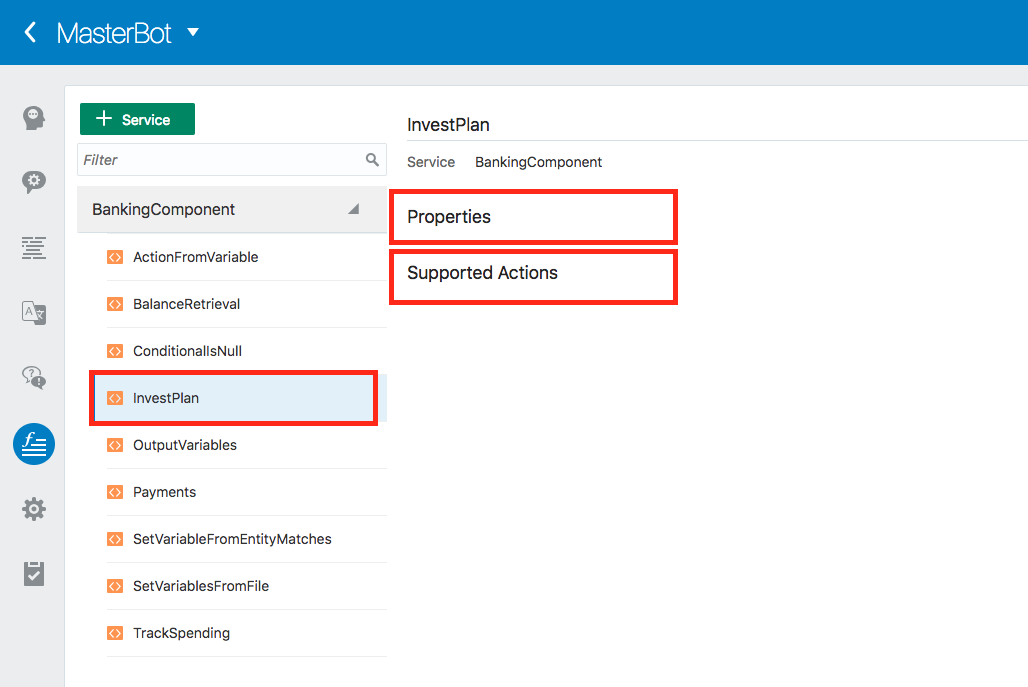 MasterBot
Service
Filter
BankingComponent
ActionFromVariable
BalanceRetrieval
ConditionalIsNull
InvestPlan
OutputVariables
Payments
SetVariableFromEntityMatches
SetVariablesFromFile
TrackSpending
InvestPlan
Service BankingComponent
Properties
Supported Actions